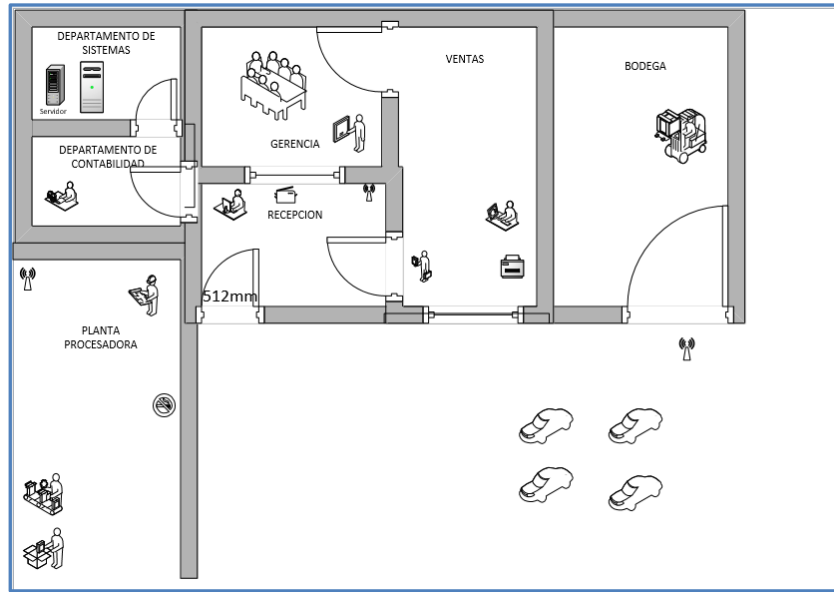 DEPARTAMENTO DE
SISTEMAS
Servidor
DEPARTAMENTO DE
CONTABILIDAD
GERENCIA
RECEPCION
512mm
VENTAS
BODEGA
PLANTA
PROCESADORA